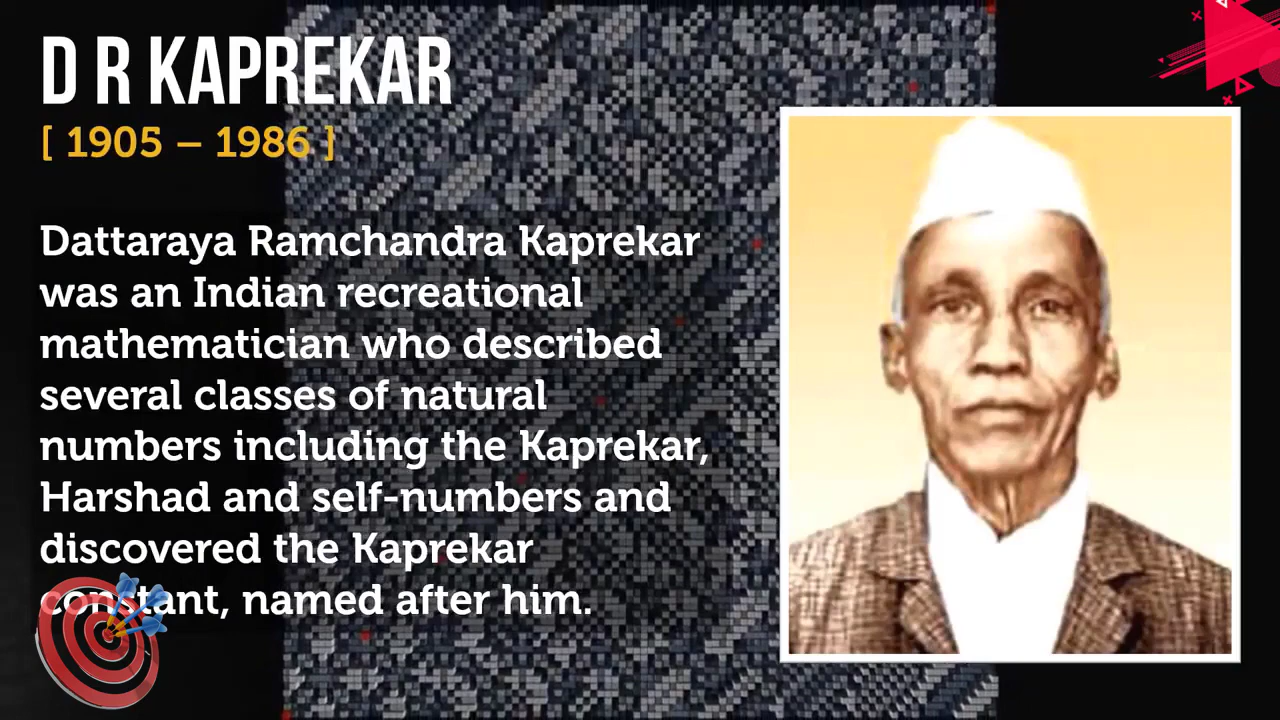 D R KAPREKAR
[ 1905 – 1986 ]
Dattaraya Ramchandra Kaprekar
was an Indian recreational
mathematician who described
several classes of natural
numbers including the Kaprekar,
Harshad and self-numbers and
discovered the Kaprekar
constant, named after him.